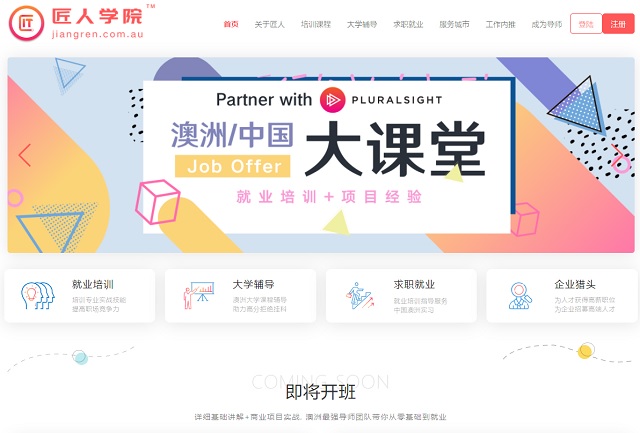 匠人学院™
jiangren.com.au
首页 关于匠人 培训课程 大学辅导 求职就业 服务城市 工作内推 成为导师 登陆 注册
Partner with PLURALSIGHT
澳洲/中国
Job Offer
大课堂
就业培训+项目经验
就业培训
培训专业实战技能
提高职场竞争力
大学辅导
澳洲大学课程辅导
助力高分拒绝挂科
求职就业
就业培训指导服务
中国澳洲实习
企业猎头
为人才获得高薪职位
为企业招募高端人才
COMING SOON
即将开班
详细基础讲解+商业项目实战, 澳洲最强导师团队带你从零基础到就业